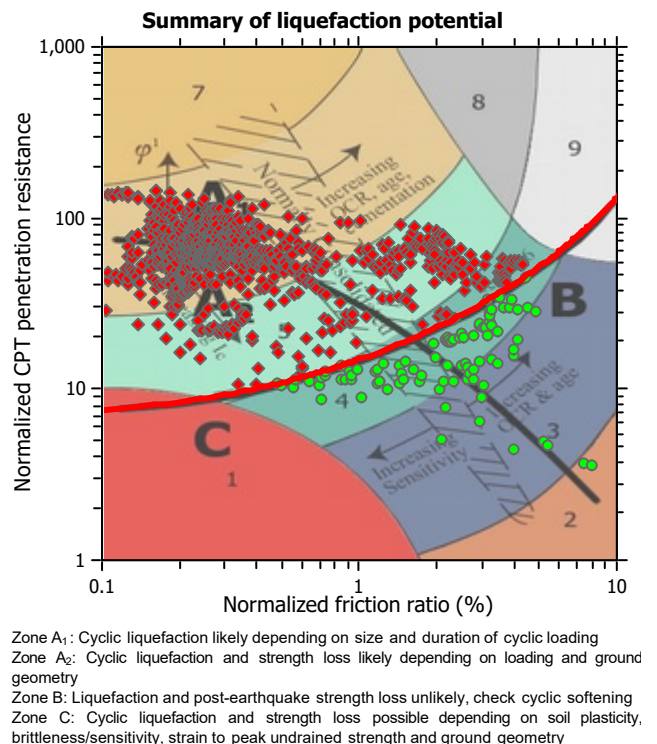 Summary of liquefaction potential
1,000
100
10
1
0.1
1
10
Normalized CPT penetration resistance
Normalized friction ratio (%)
7
8
9
φ'
Increasing
OCR, age,
cementation
A
A
5
B
4
C
1
Increasing
OCR & age
3
Increasing
Sensitivity
2
Zone A₁: Cyclic liquefaction likely depending on size and duration of cyclic loading
Zone A₂: Cyclic liquefaction and strength loss likely depending on loading and ground
geometry
Zone B: Liquefaction and post-earthquake strength loss unlikely, check cyclic softening
Zone C: Cyclic liquefaction and strength loss possible depending on soil plasticity,
brittleness/sensitivity, strain to peak undrained strength and ground geometry